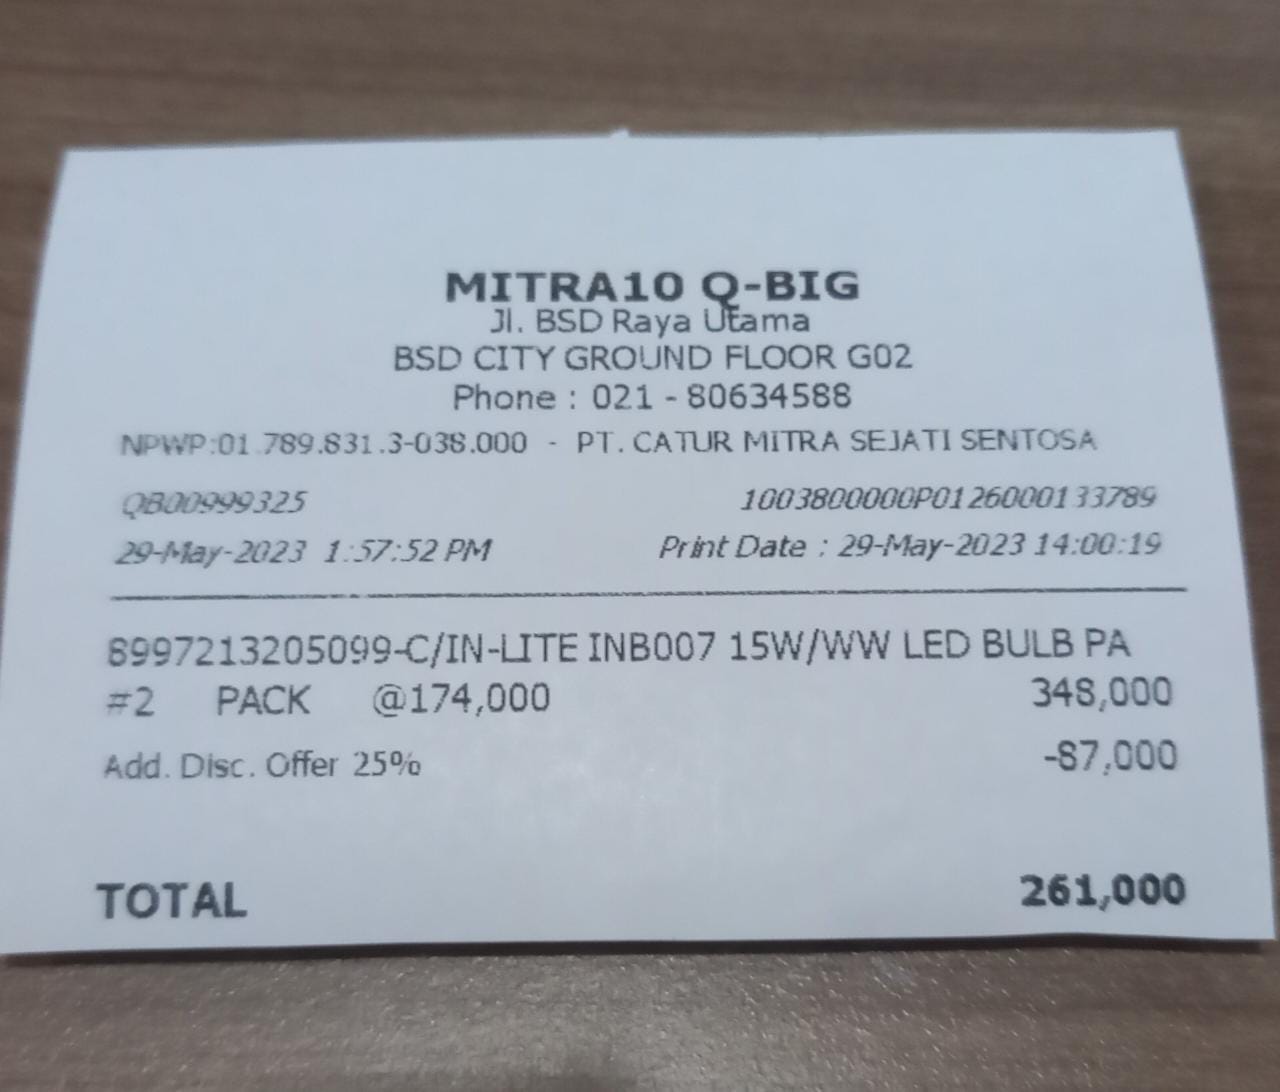 MITRA10 Q-BIG
Jl. BSD Raya Utama
BSD CITY GROUND FLOOR G02
Phone : 021 - 80634588
NPWP:01.789.831.3-038.000 - PT. CATUR MITRA SEJATI SENTOSA
QB00999325 1003800000P0126000133789
29-May-2023 1:57:52 PM Print Date : 29-May-2023 14:00:19
8997213205099-C/IN-LITE INB007 15W/WW LED BULB PA
#2 PACK @174,000 348,000
Add. Disc. Offer 25% -87,000
TOTAL 261,000